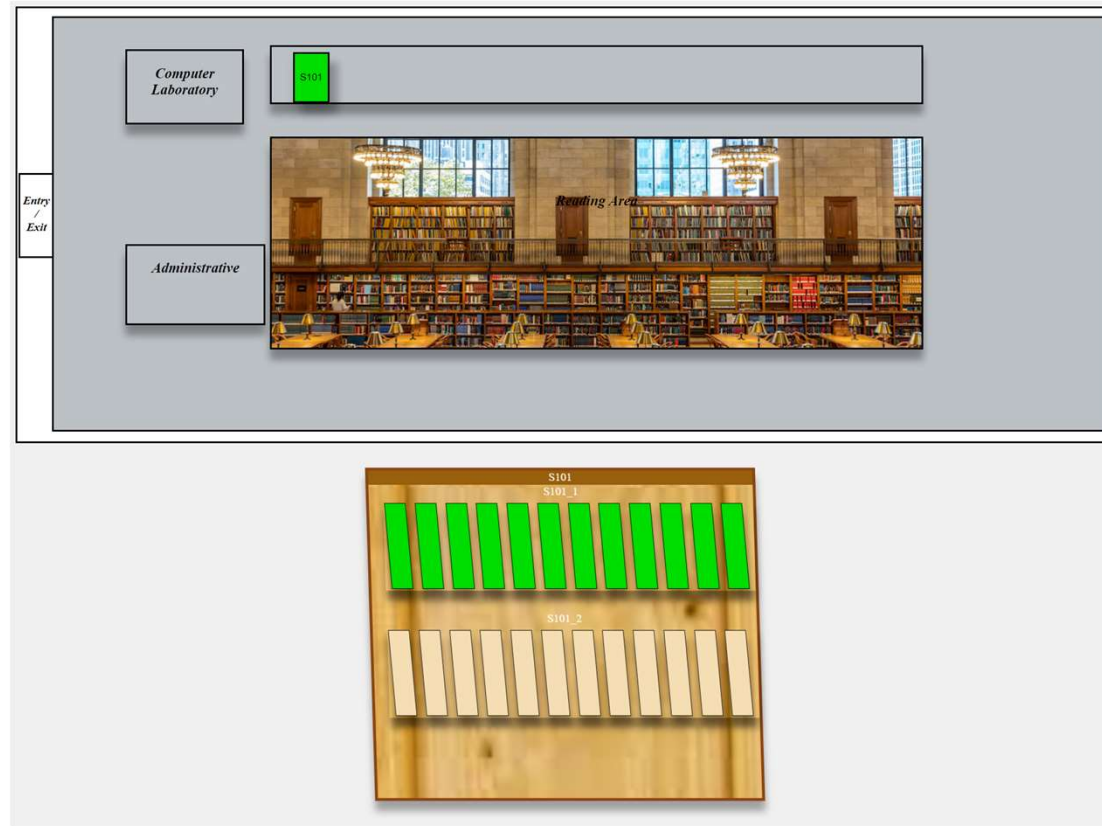 Computer
Laboratory
S101
Entry
/
Exit
Reading Area
Administrative
S101
S101_1
S101_2